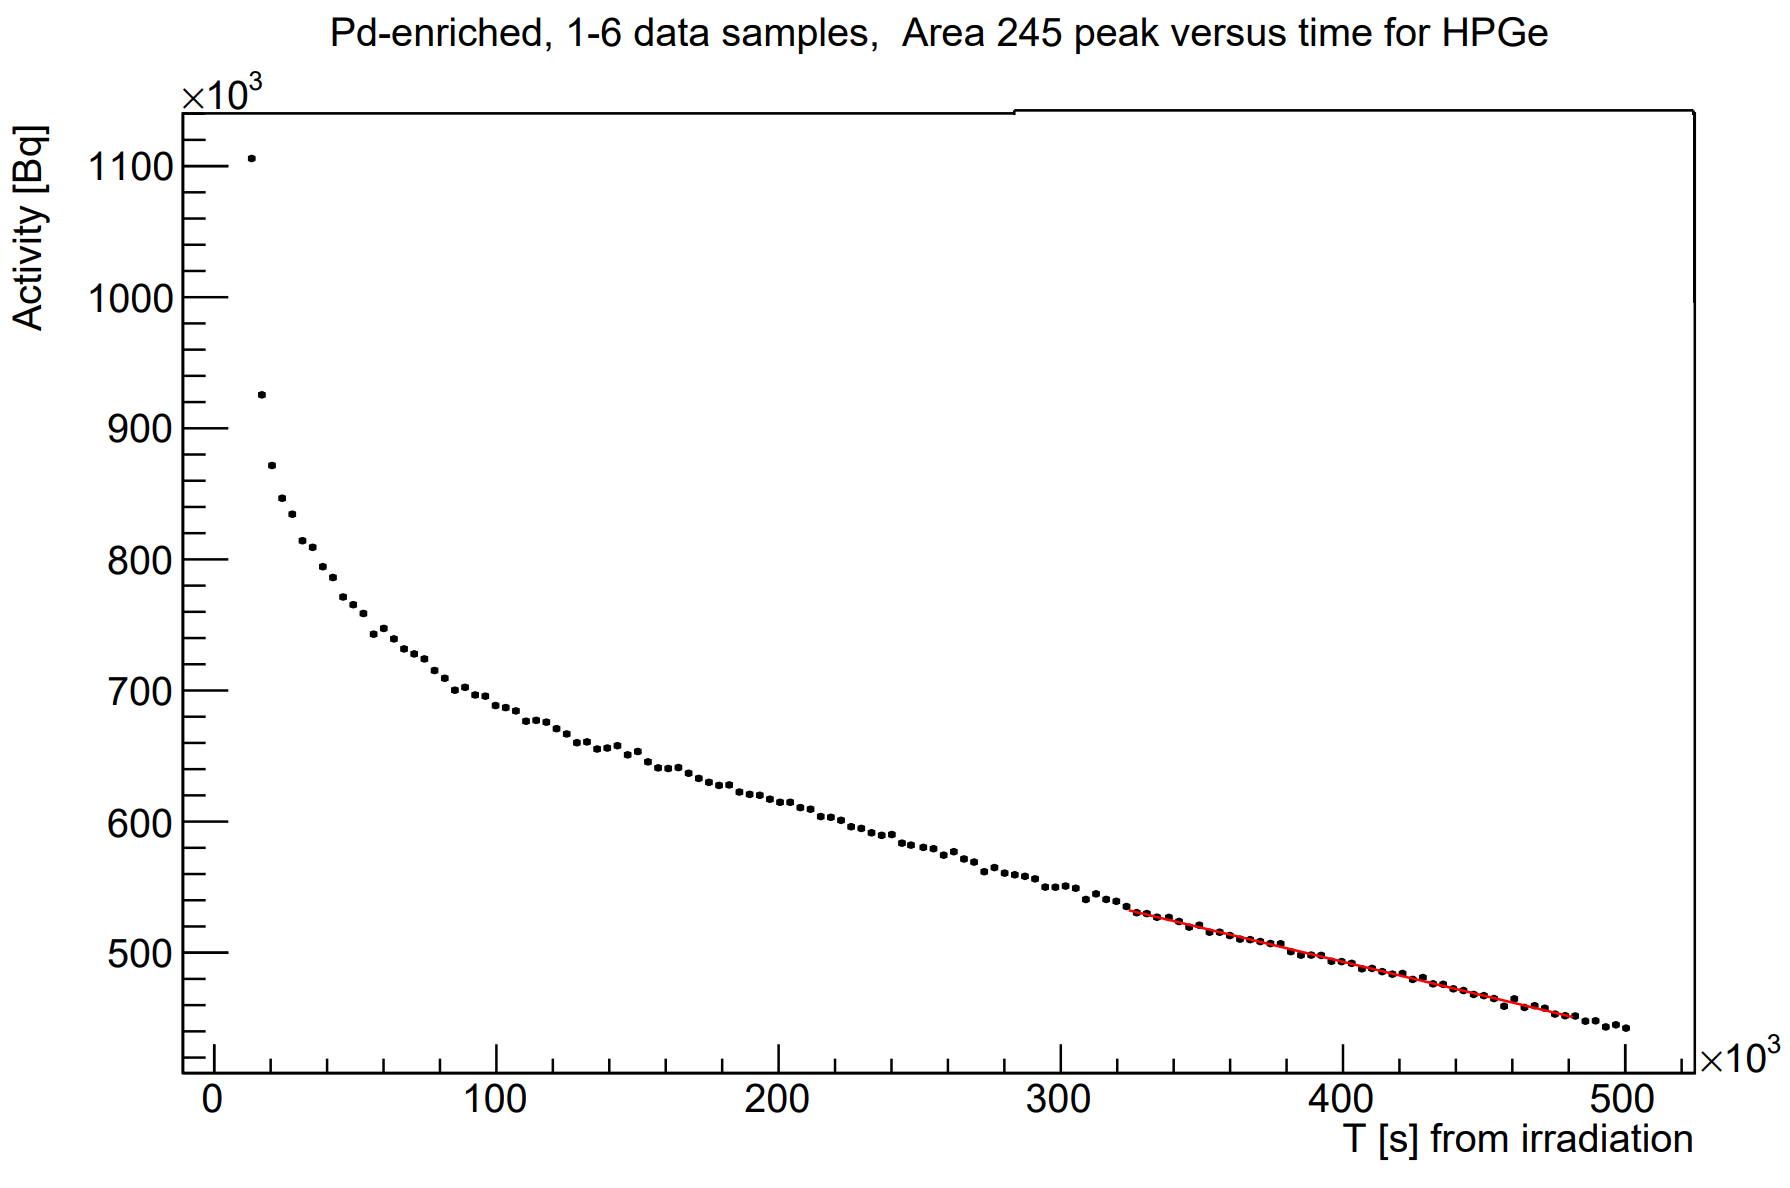 Pd-enriched, 1-6 data samples,  Area 245 peak versus time for HPGe
×10³
Activity [Bq]
1100
1000
900
800
700
600
500
0 100 200 300 400 500
×10³
T [s] from irradiation